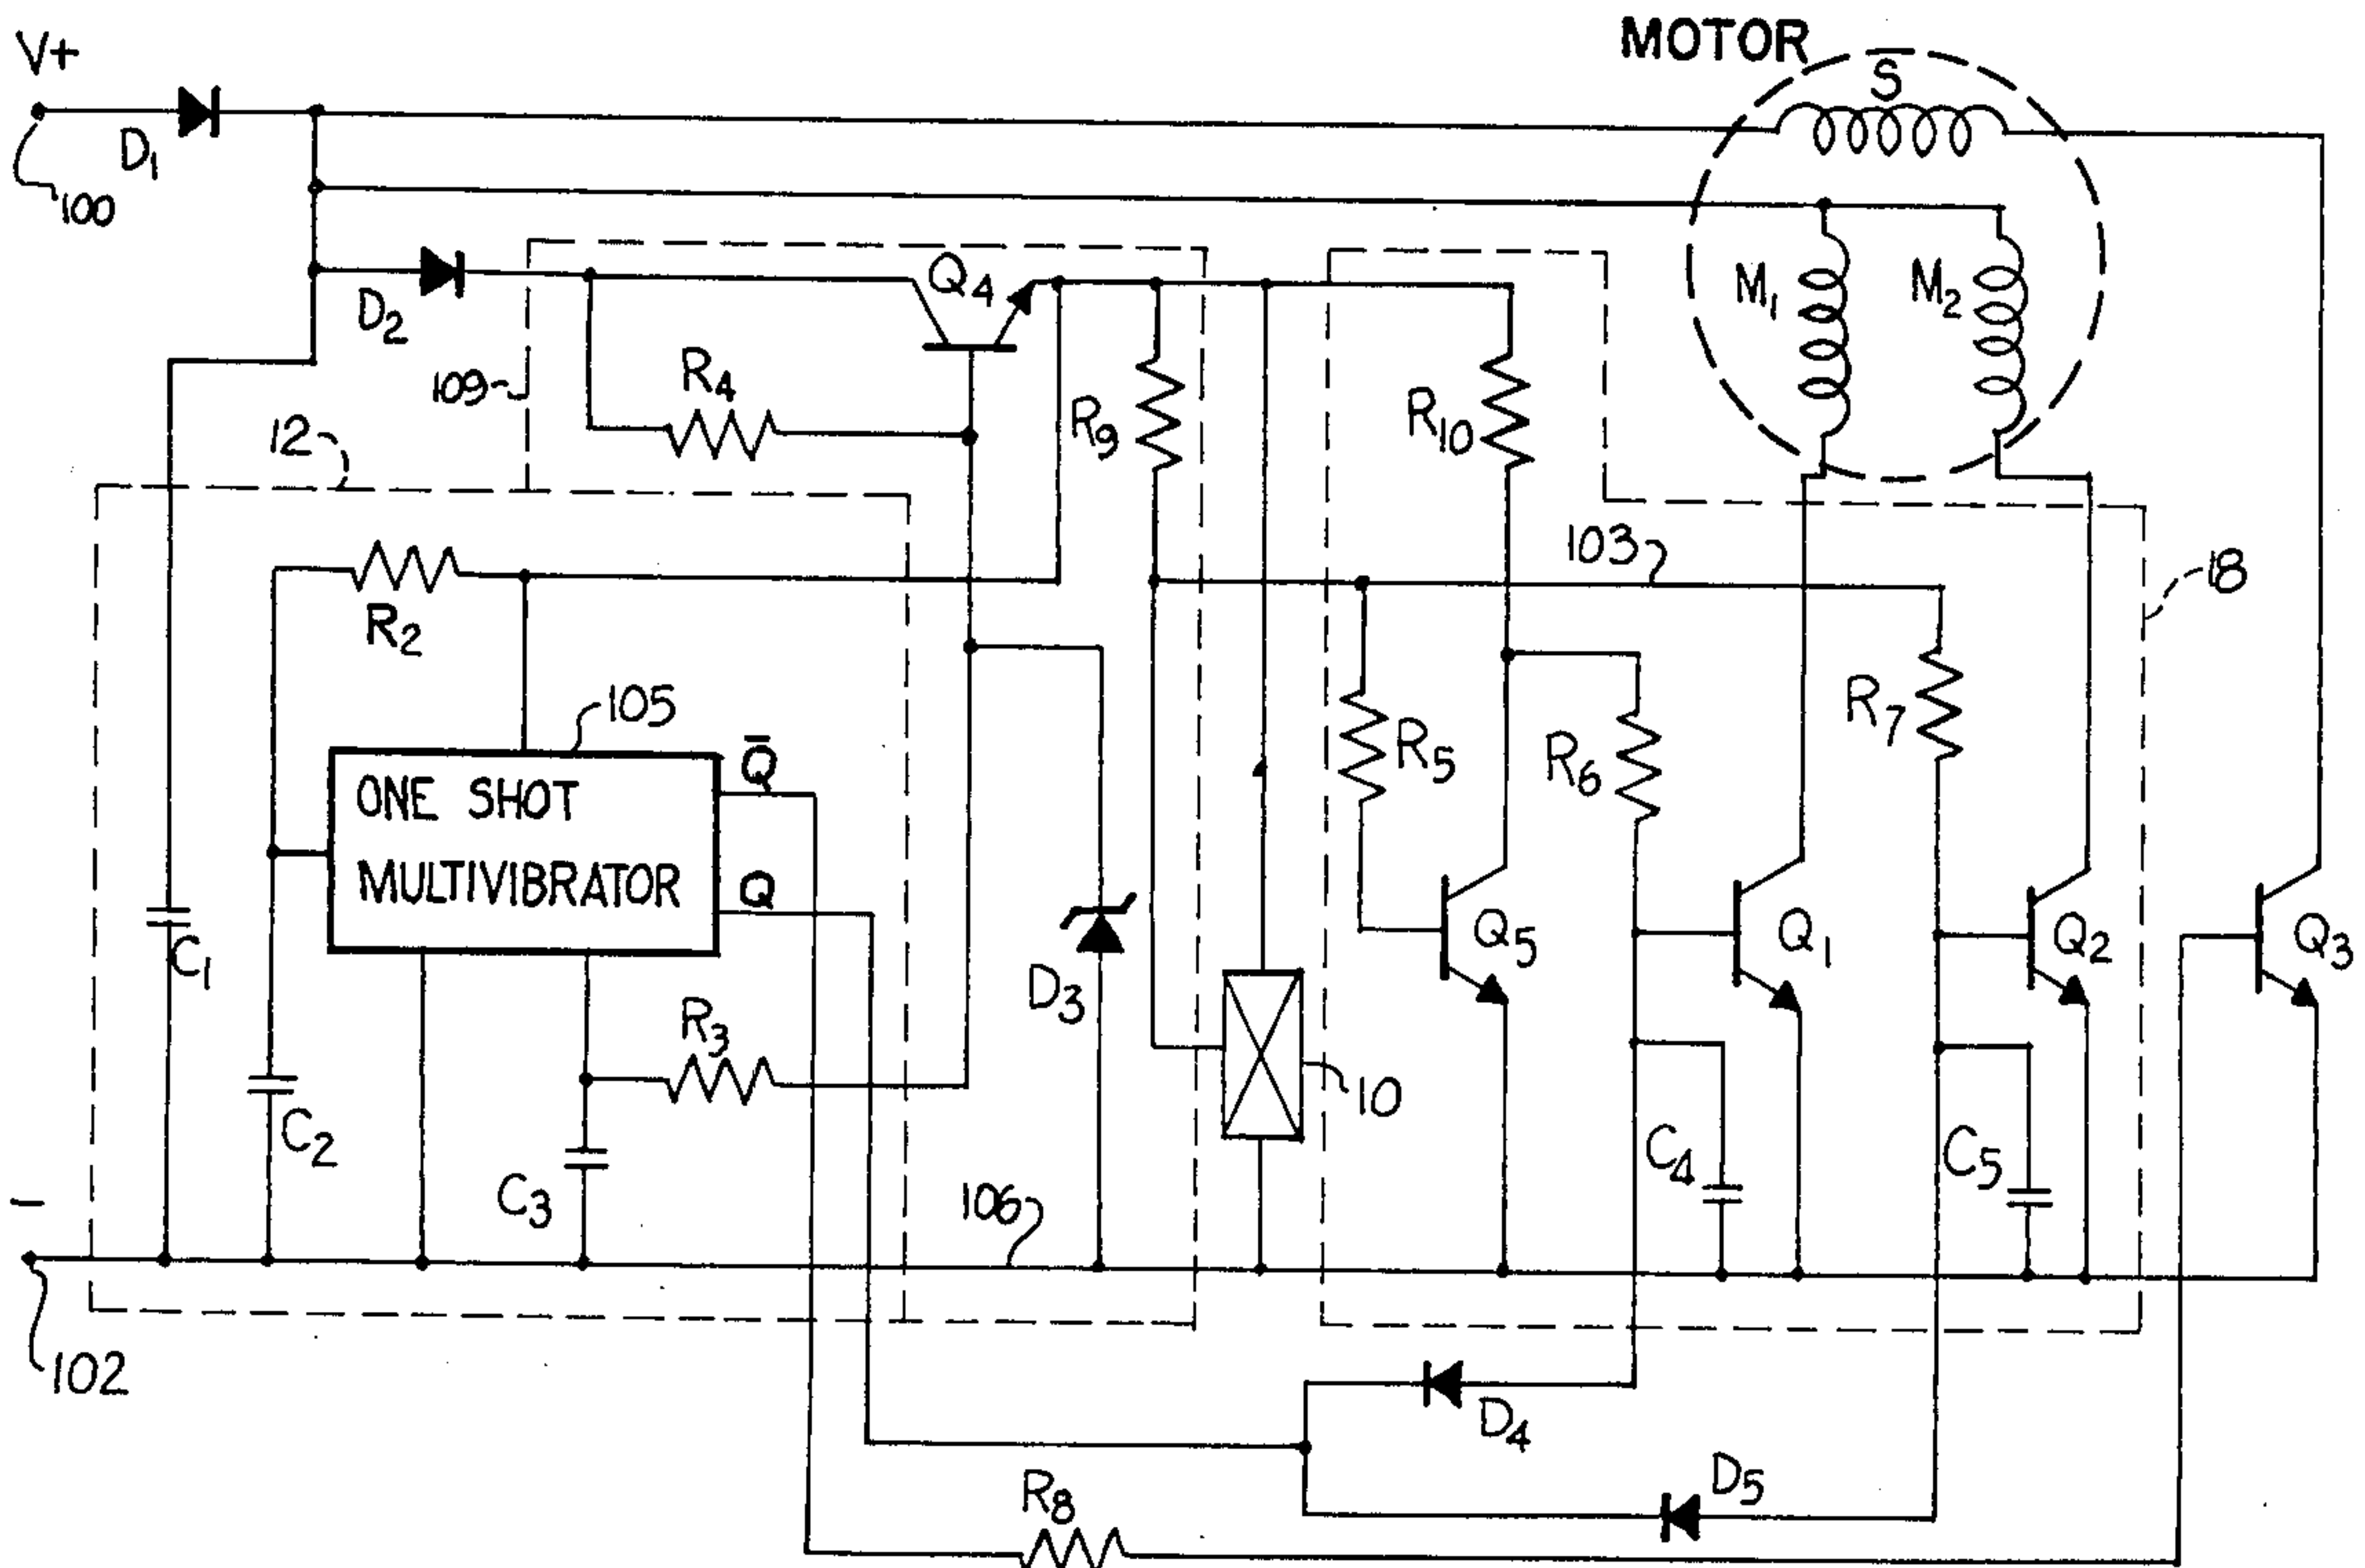 MOTOR
V+
S̅
D1
100
Q4
M1
M2
D2
R4
109
R9
R10
12
103
18
R2
R7
105
R5
R6
Q̅
ONE SHOT
MULTIVIBRATOR
Q
C1
Q5
Q1
Q2
Q3
D3
R3
10
C2
C4
C5
C3
106
–
102
D4
D5
R8